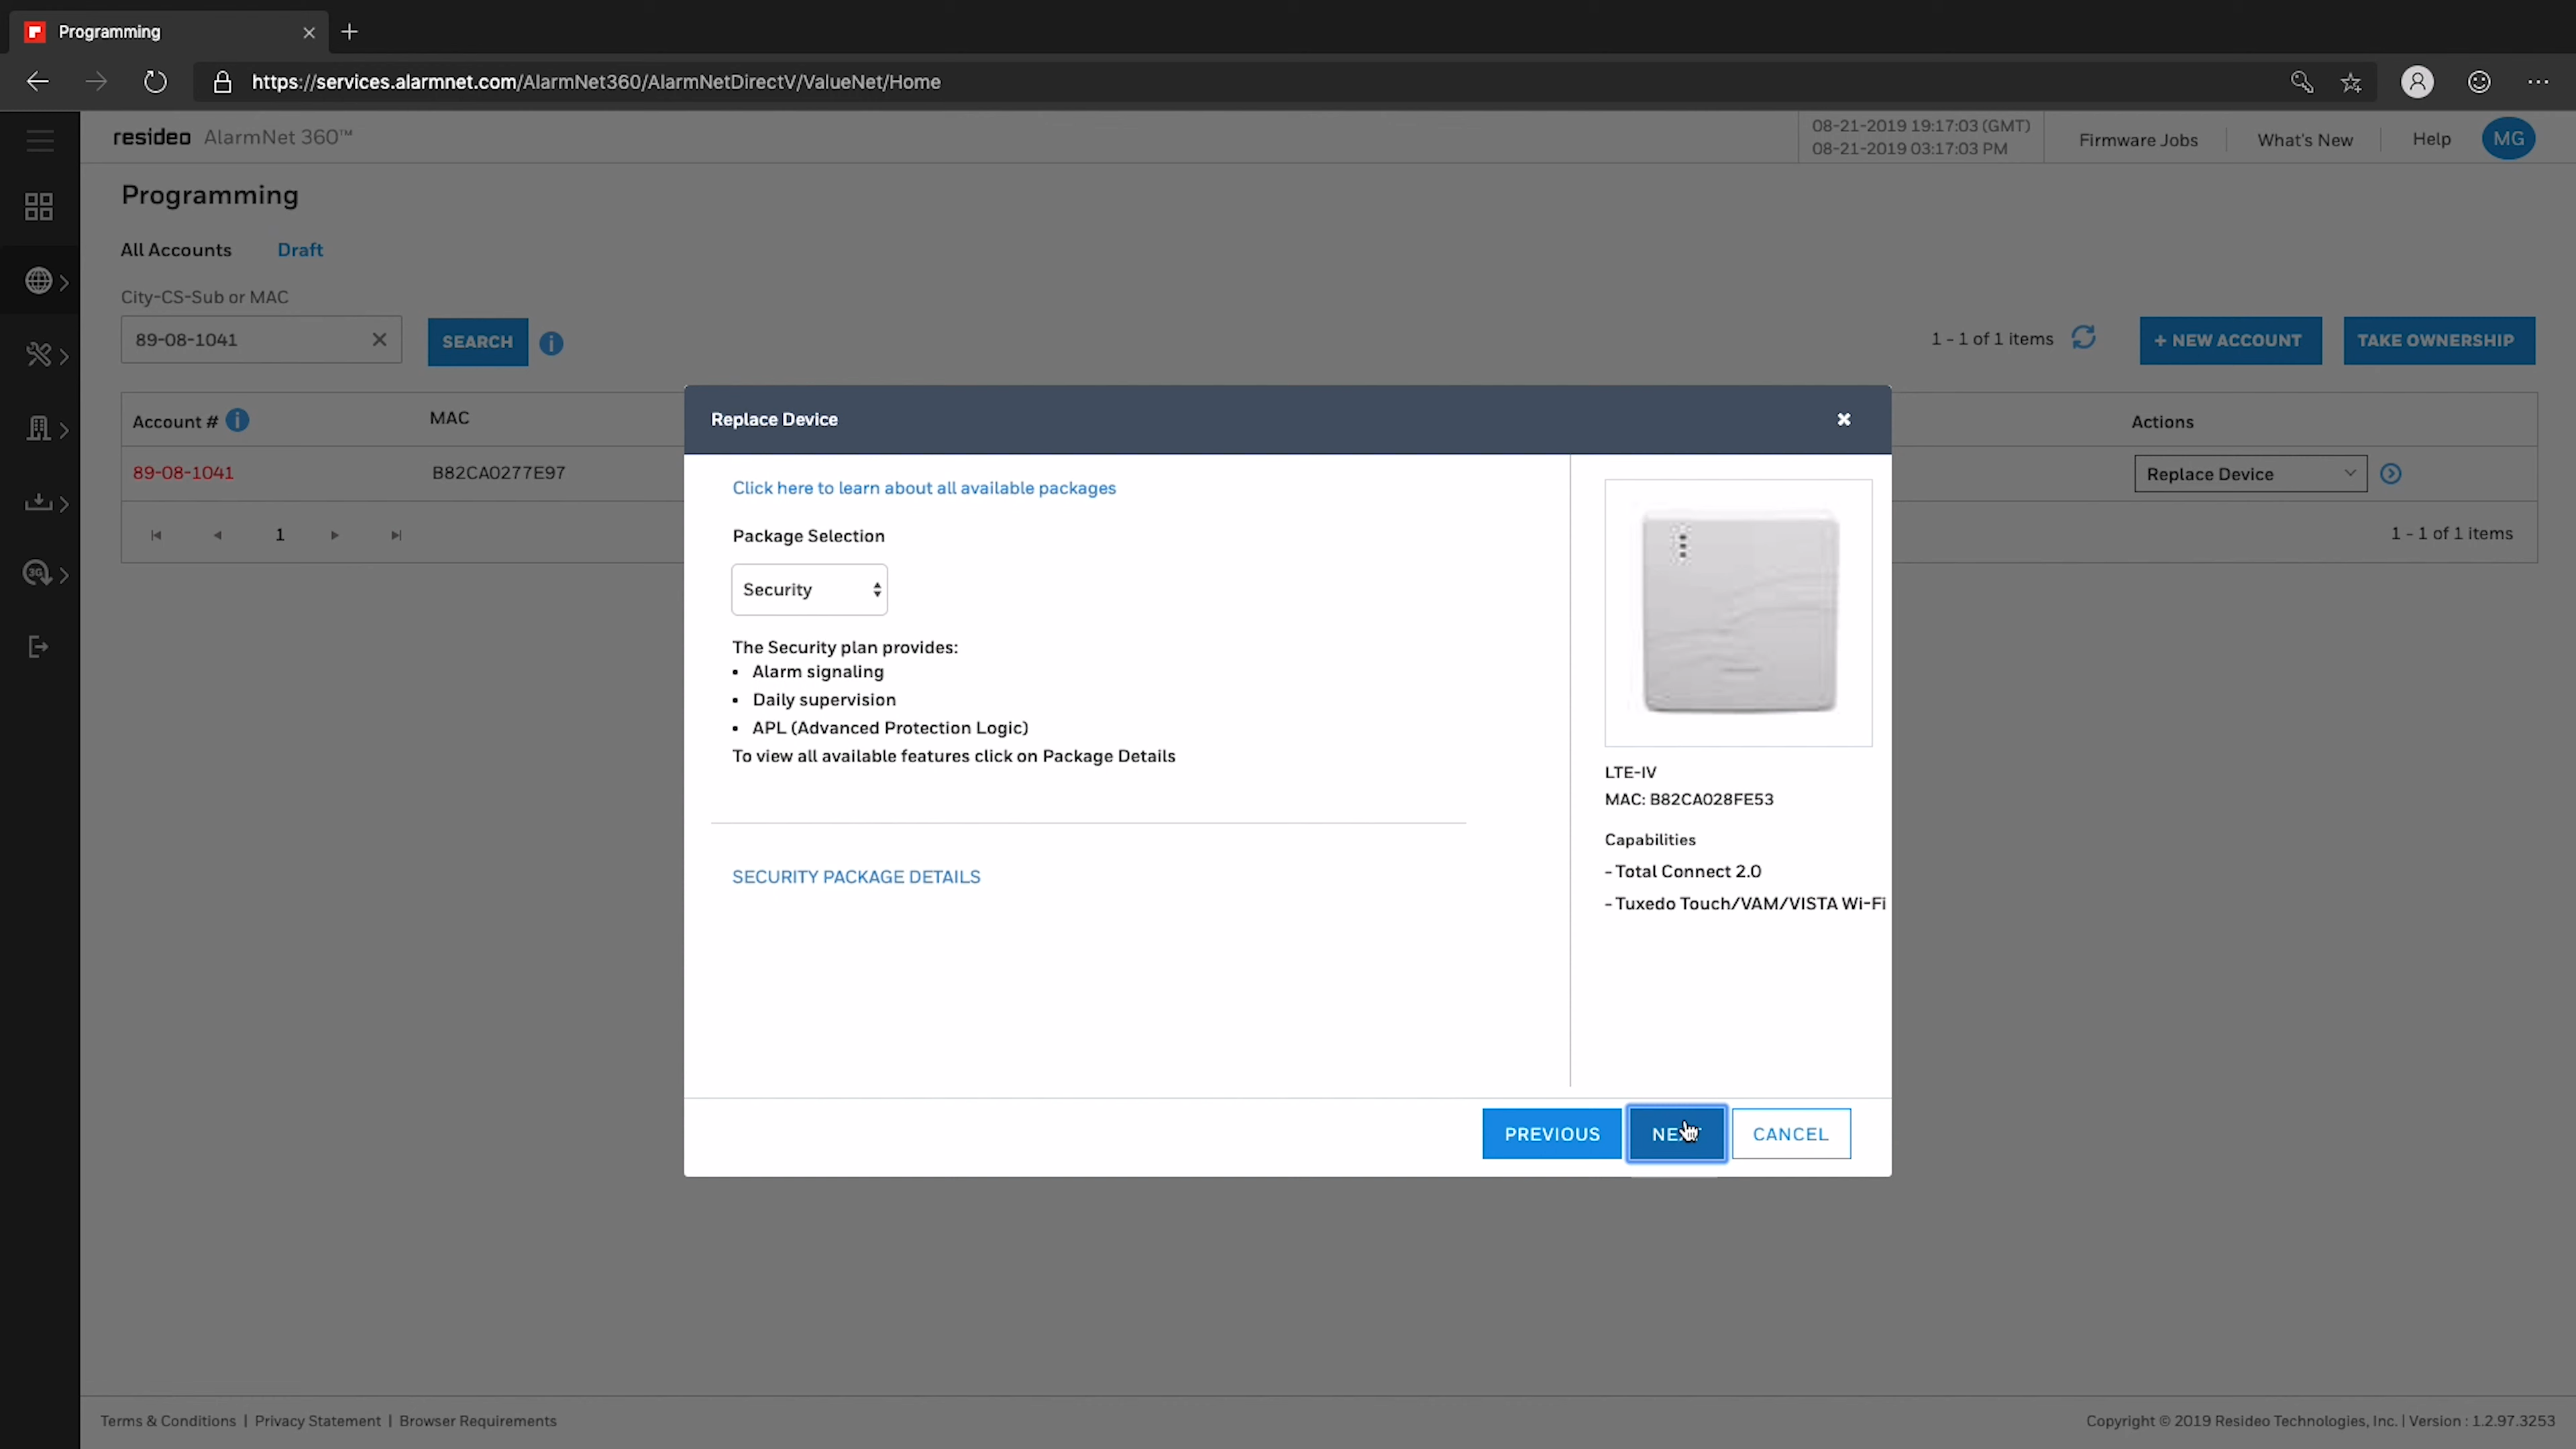 Programming
https://services.alarmnet.com/AlarmNet360/AlarmNetDirectV/ValueNet/Home
resideo AlarmNet 360™
08-21-2019 19:17:03 (GMT)
08-21-2019 03:17:03 PM
Firmware Jobs
What's New
Help
MG
Programming
All Accounts
Draft
City-CS-Sub or MAC
89-08-1041
SEARCH
1 - 1 of 1 items
+ NEW ACCOUNT
TAKE OWNERSHIP
Account #
MAC
Actions
89-08-1041
B82CA0277E97
Replace Device
1
1 - 1 of 1 items
3G
Replace Device
Click here to learn about all available packages
Package Selection
Security
The Security plan provides:
• Alarm signaling
• Daily supervision
• APL (Advanced Protection Logic)
To view all available features click on Package Details
SECURITY PACKAGE DETAILS
LTE-IV
MAC: B82CA028FE53
Capabilities
- Total Connect 2.0
- Tuxedo Touch/VAM/VISTA Wi-Fi
PREVIOUS
NEXT
CANCEL
Terms & Conditions | Privacy Statement | Browser Requirements
Copyright © 2019 Resideo Technologies, Inc. | Version : 1.2.97.3253